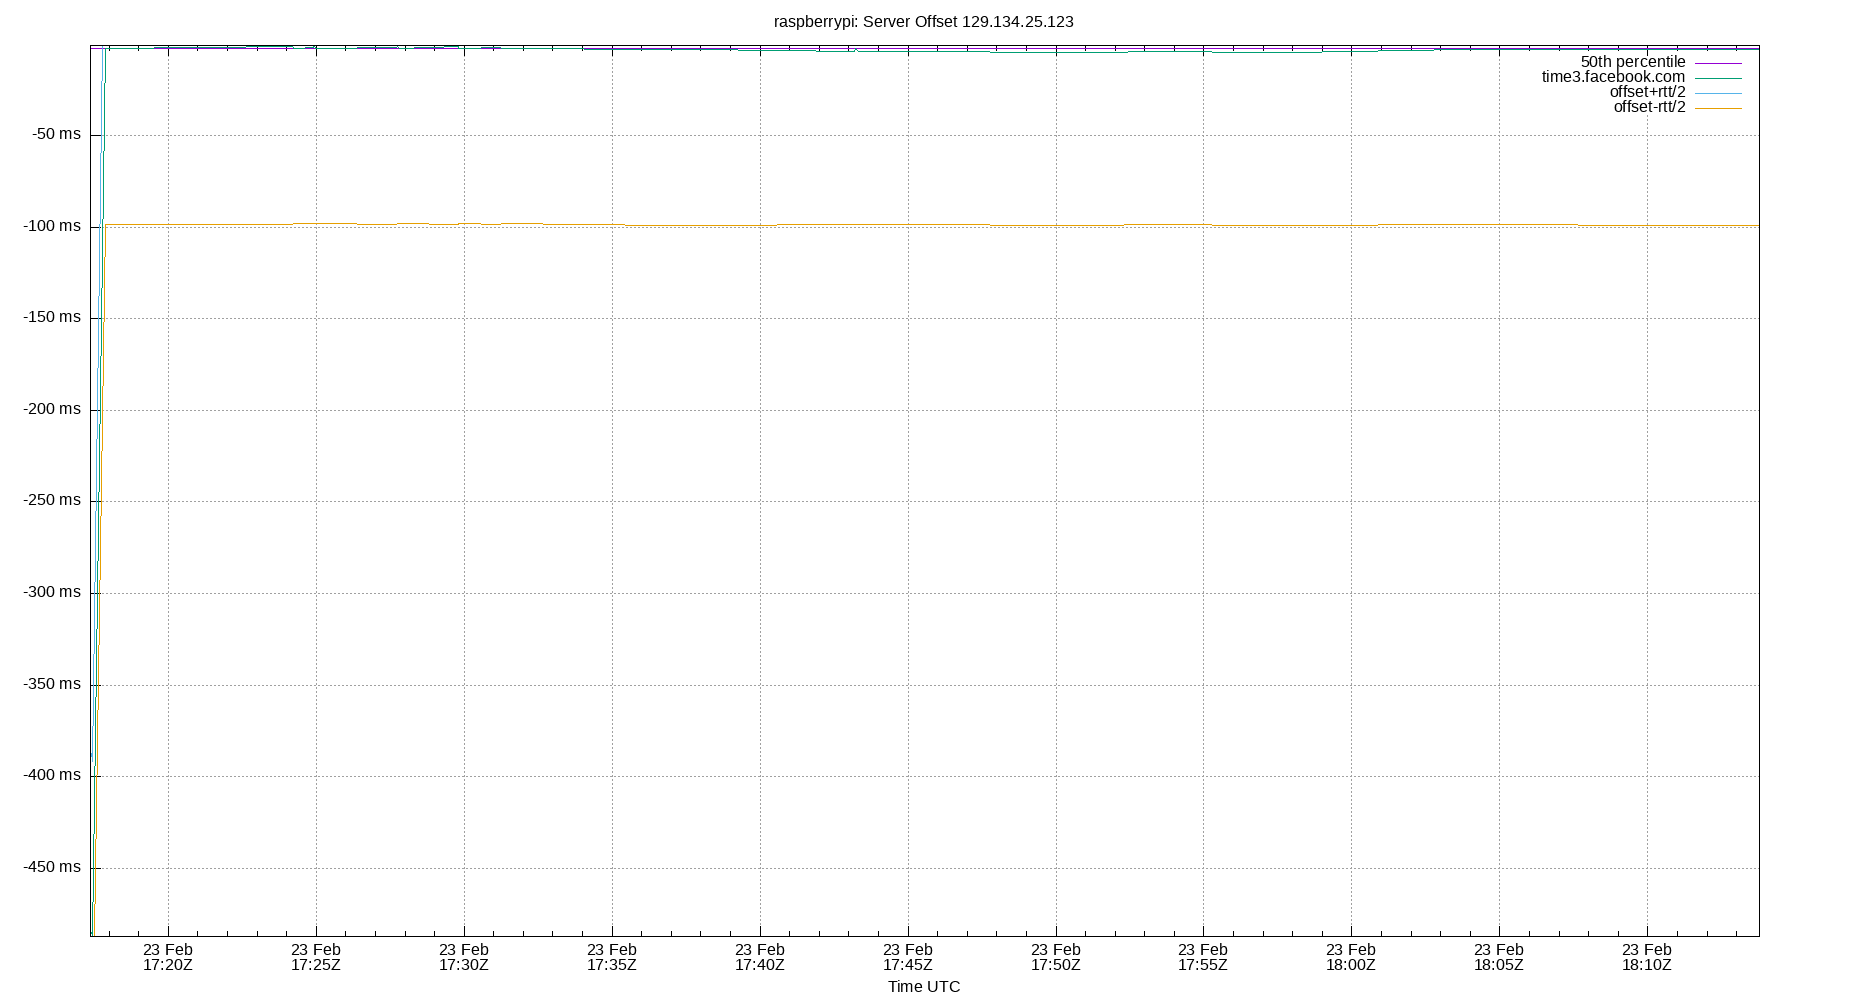 raspberrypi: Server Offset 129.134.25.123
50th percentile
time3.facebook.com
offset+rtt/2
offset-rtt/2
-50 ms
-100 ms
-150 ms
-200 ms
-250 ms
-300 ms
-350 ms
-400 ms
-450 ms
23 Feb 23 Feb 23 Feb 23 Feb 23 Feb 23 Feb 23 Feb 23 Feb 23 Feb 23 Feb 23 Feb
17:20Z 17:25Z 17:30Z 17:35Z 17:40Z 17:45Z 17:50Z 17:55Z 18:00Z 18:05Z 18:10Z
Time UTC